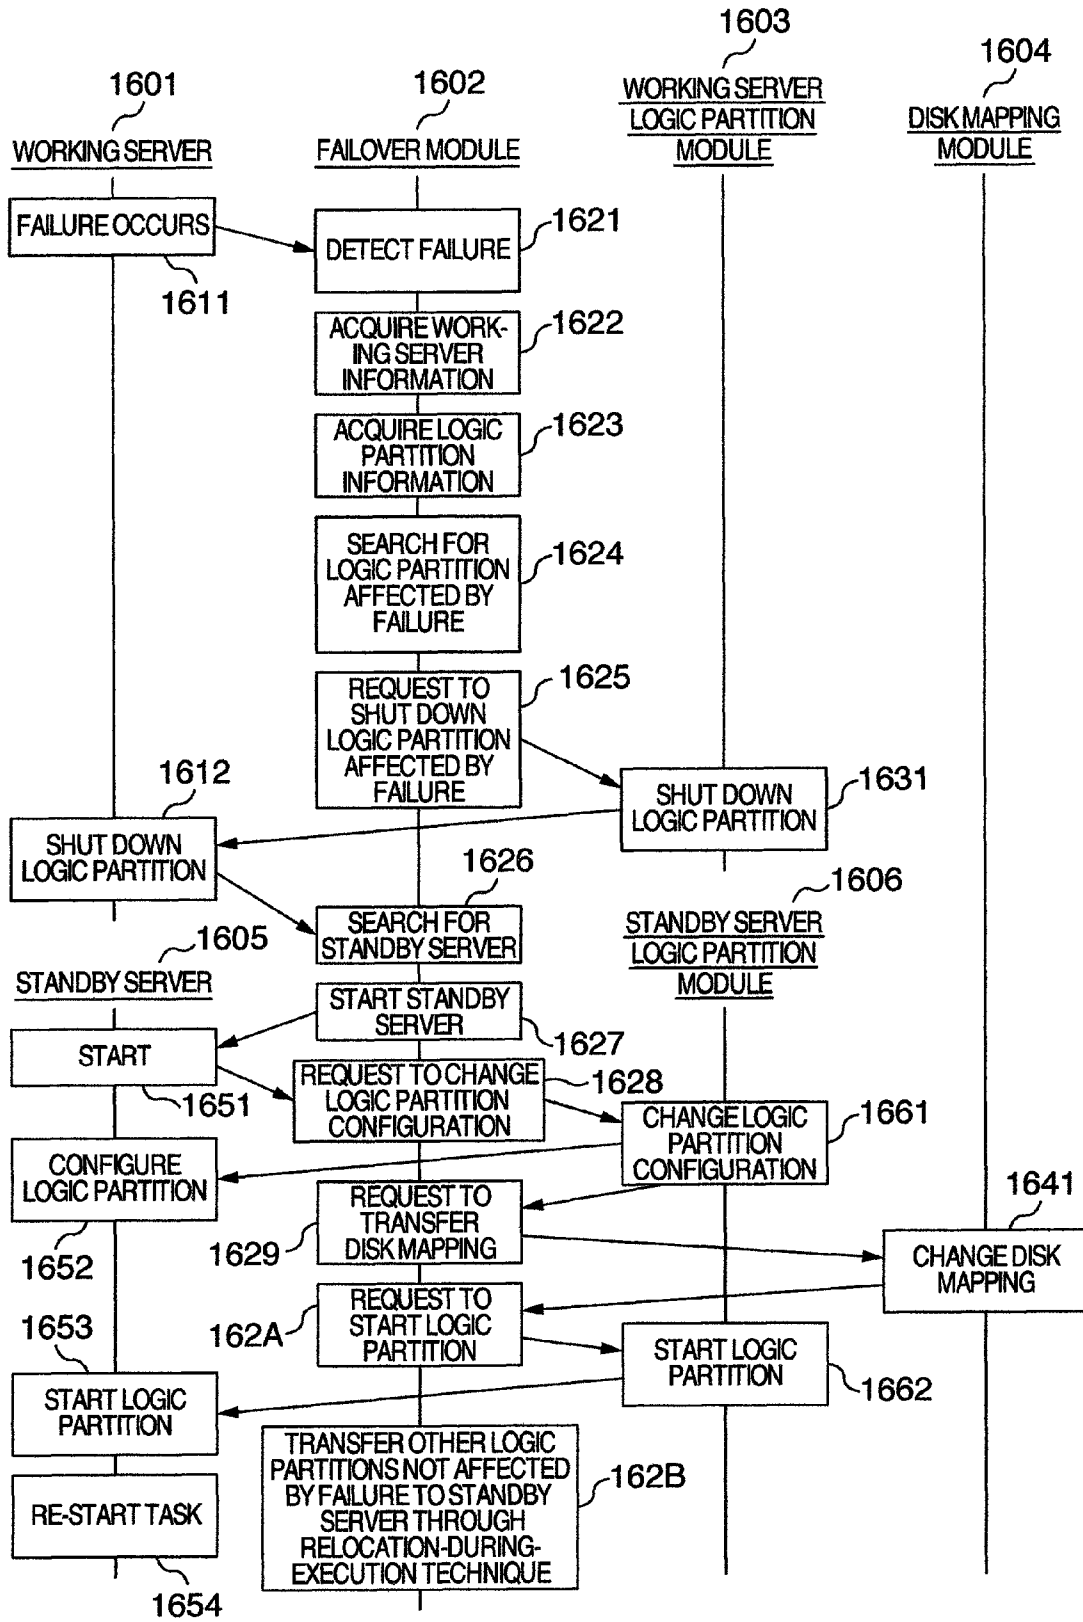 1603
1604
1601
1602
WORKING SERVER
LOGIC PARTITION
MODULE
DISK MAPPING
MODULE
WORKING SERVER
FAILOVER MODULE
FAILURE OCCURS
1611
DETECT FAILURE
1621
ACQUIRE WORK-
ING SERVER
INFORMATION
1622
ACQUIRE LOGIC
PARTITION
INFORMATION
1623
SEARCH FOR
LOGIC PARTITION
AFFECTED BY
FAILURE
1624
REQUEST TO
SHUT DOWN
LOGIC PARTITION
AFFECTED BY
FAILURE
1625
SHUT DOWN
LOGIC PARTITION
1631
1612
SHUT DOWN
LOGIC PARTITION
1626
SEARCH FOR
STANDBY SERVER
1606
STANDBY SERVER
LOGIC PARTITION
MODULE
1605
STANDBY SERVER
START STANDBY
SERVER
1627
START
1651
REQUEST TO CHANGE
LOGIC PARTITION
CONFIGURATION
1628
CHANGE LOGIC
PARTITION
CONFIGURATION
1661
CONFIGURE
LOGIC PARTITION
1652
REQUEST TO
TRANSFER
DISK MAPPING
1629
1641
CHANGE DISK
MAPPING
REQUEST TO
START LOGIC
PARTITION
162A
START LOGIC
PARTITION
1662
1653
START LOGIC
PARTITION
TRANSFER OTHER LOGIC
PARTITIONS NOT AFFECTED
BY FAILURE TO STANDBY
SERVER THROUGH
RELOCATION-DURING-
EXECUTION TECHNIQUE
162B
RE-START TASK
1654